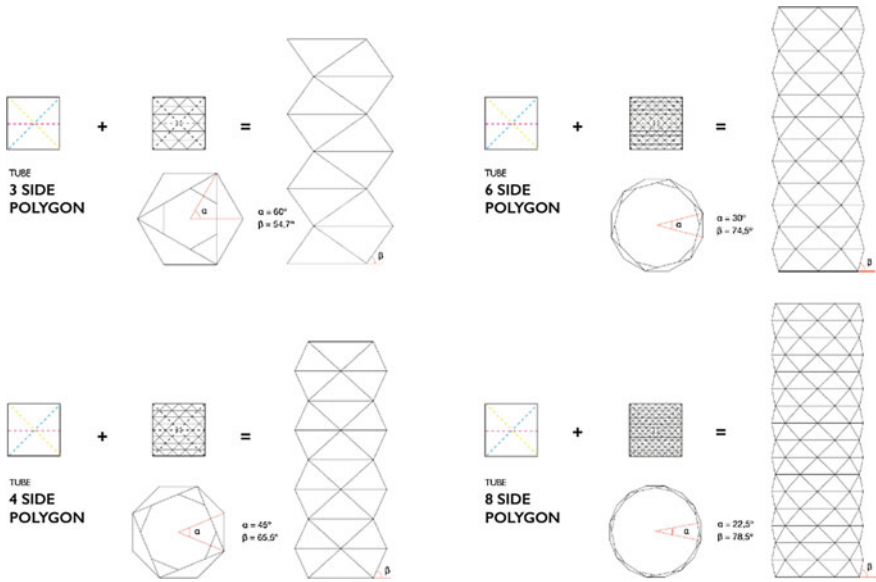 +
=
TUBE
3 SIDE
POLYGON
α
α = 60°
β = 54,7°
β
+
=
TUBE
6 SIDE
POLYGON
α
α = 30°
β = 74,5°
β
+
=
TUBE
4 SIDE
POLYGON
α
α = 45°
β = 65,5°
β
+
=
TUBE
8 SIDE
POLYGON
α
α = 22,5°
β = 78,5°
β